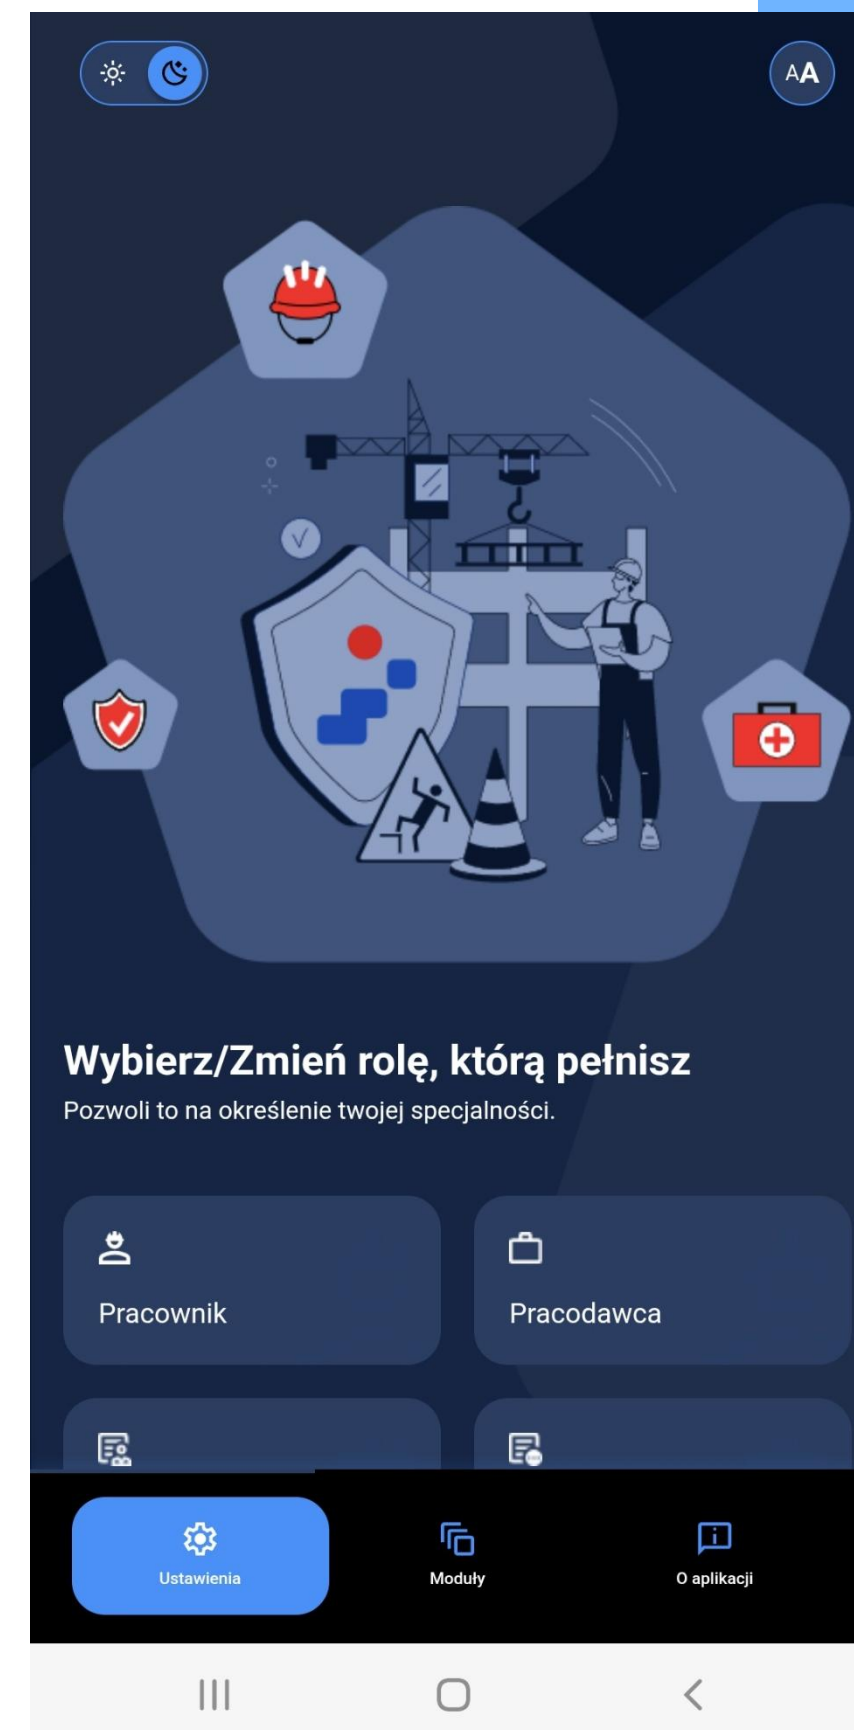 AA
Wybierz/Zmień rolę, którą pełnisz
Pozwoli to na określenie twojej specjalności.
Pracownik
Pracodawca
Ustawienia
Moduły
O aplikacji